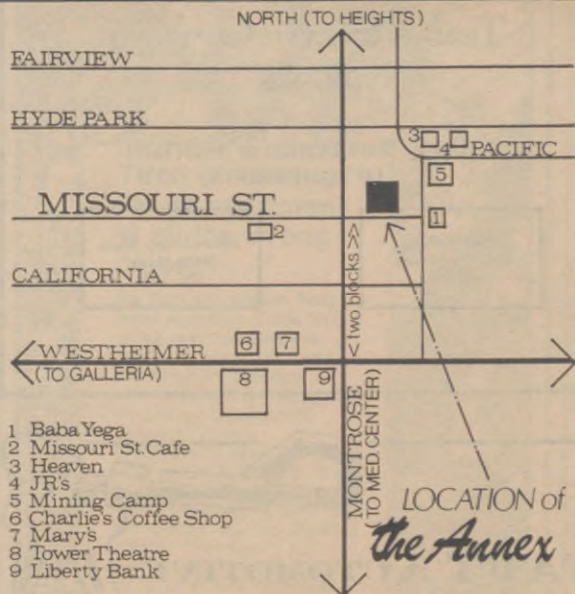 NORTH (TO HEIGHTS)
FAIRVIEW
HYDE PARK
3
4
PACIFIC
5
MISSOURI ST.
1
2
CALIFORNIA
< two blocks >>
WESTHEIMER
(TO GALLERIA)
6
7
8
9
MONTROSE
(TO MED. CENTER)
1 Baba Yega
2 Missouri St. Cafe
3 Heaven
4 JR's
5 Mining Camp
6 Charlie's Coffee Shop
7 Mary's
8 Tower Theatre
9 Liberty Bank
LOCATION of
the Annex